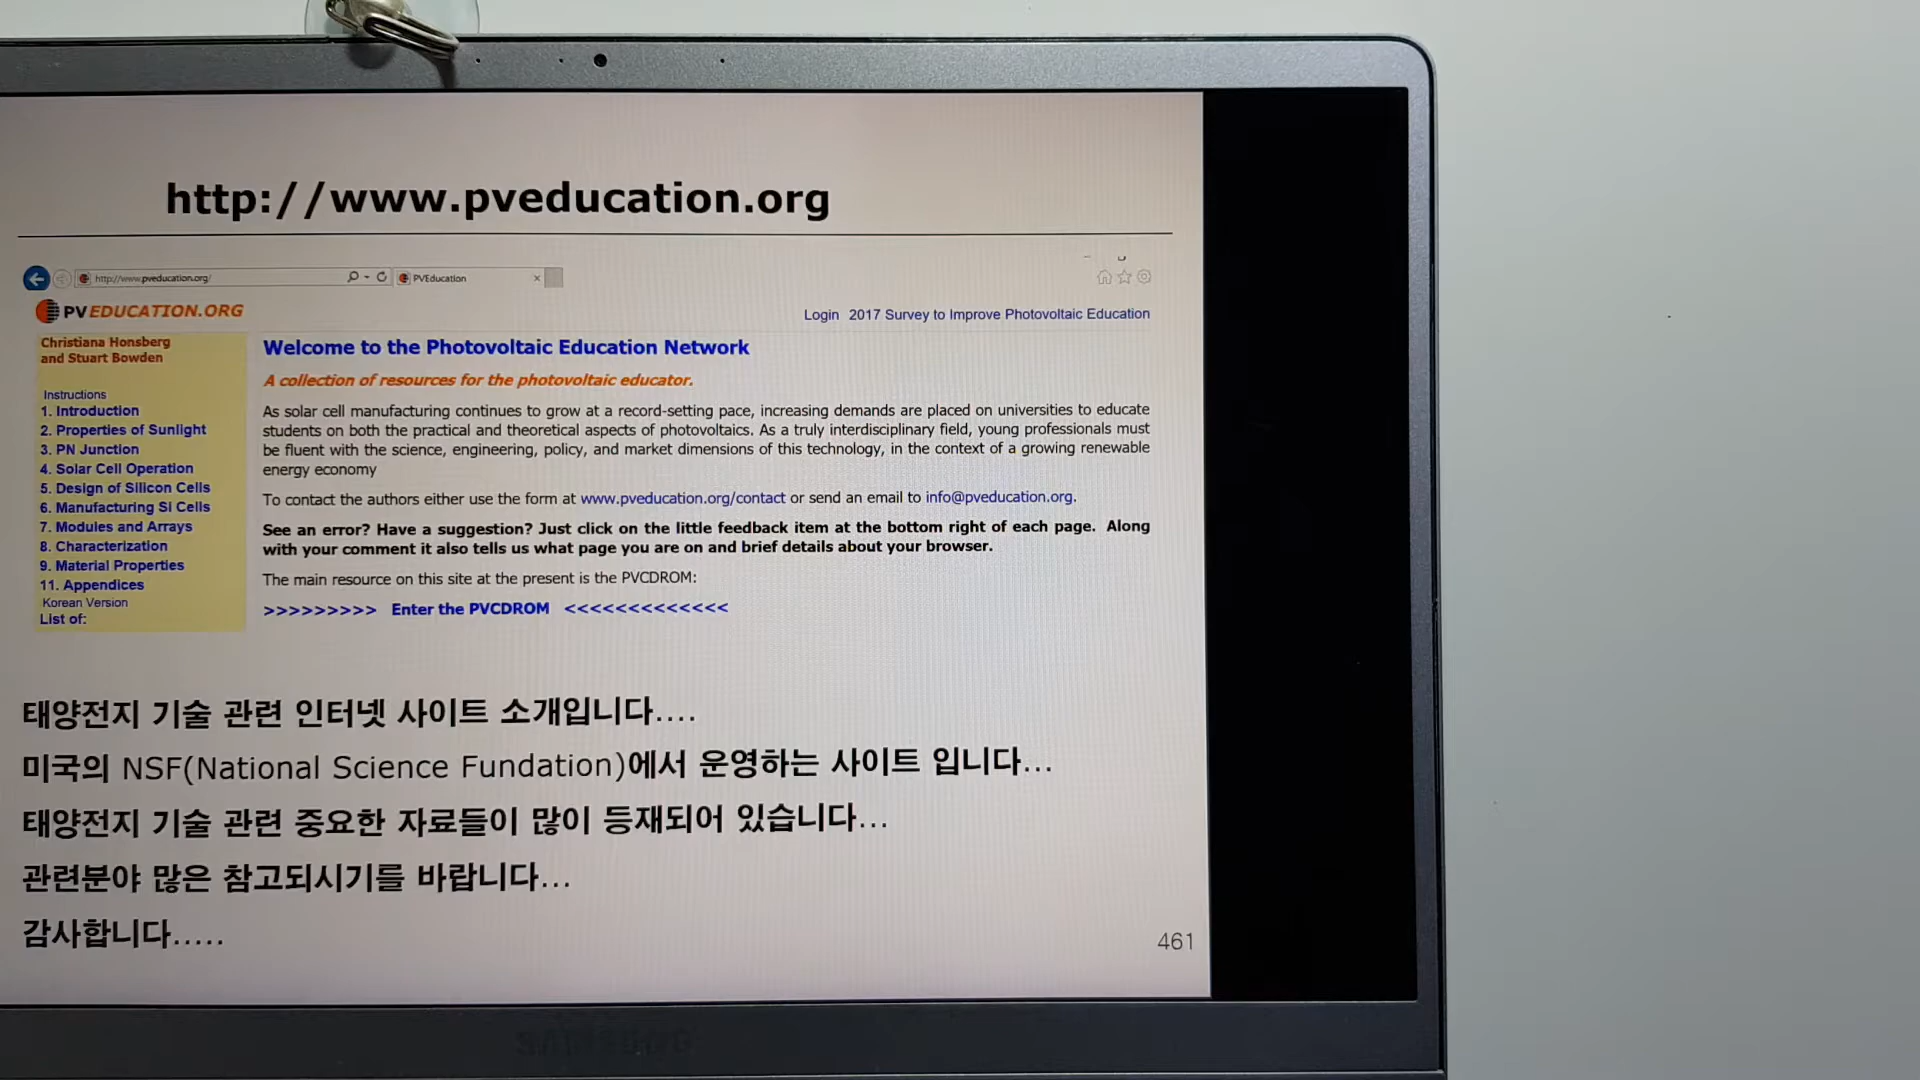 http://www.pveducation.org
http://www.pveducation.org/
PVEducation
PVEDUCATION.ORG
Login 2017 Survey to Improve Photovoltaic Education
Christiana Honsberg
and Stuart Bowden
Instructions
1. Introduction
2. Properties of Sunlight
3. PN Junction
4. Solar Cell Operation
5. Design of Silicon Cells
6. Manufacturing Si Cells
7. Modules and Arrays
8. Characterization
9. Material Properties
11. Appendices
Korean Version
List of:
Welcome to the Photovoltaic Education Network
A collection of resources for the photovoltaic educator.
As solar cell manufacturing continues to grow at a record-setting pace, increasing demands are placed on universities to educate
students on both the practical and theoretical aspects of photovoltaics. As a truly interdisciplinary field, young professionals must
be fluent with the science, engineering, policy, and market dimensions of this technology, in the context of a growing renewable
energy economy
To contact the authors either use the form at www.pveducation.org/contact or send an email to info@pveducation.org.
See an error? Have a suggestion? Just click on the little feedback item at the bottom right of each page. Along
with your comment it also tells us what page you are on and brief details about your browser.
The main resource on this site at the present is the PVCDROM:
>>>>>>>>> Enter the PVCDROM <<<<<<<<<<<<<
태양전지 기술 관련 인터넷 사이트 소개입니다....
미국의 NSF(National Science Fundation)에서 운영하는 사이트 입니다...
태양전지 기술 관련 중요한 자료들이 많이 등재되어 있습니다...
관련분야 많은 참고되시기를 바랍니다...
감사합니다.....
461
SAMSUNG